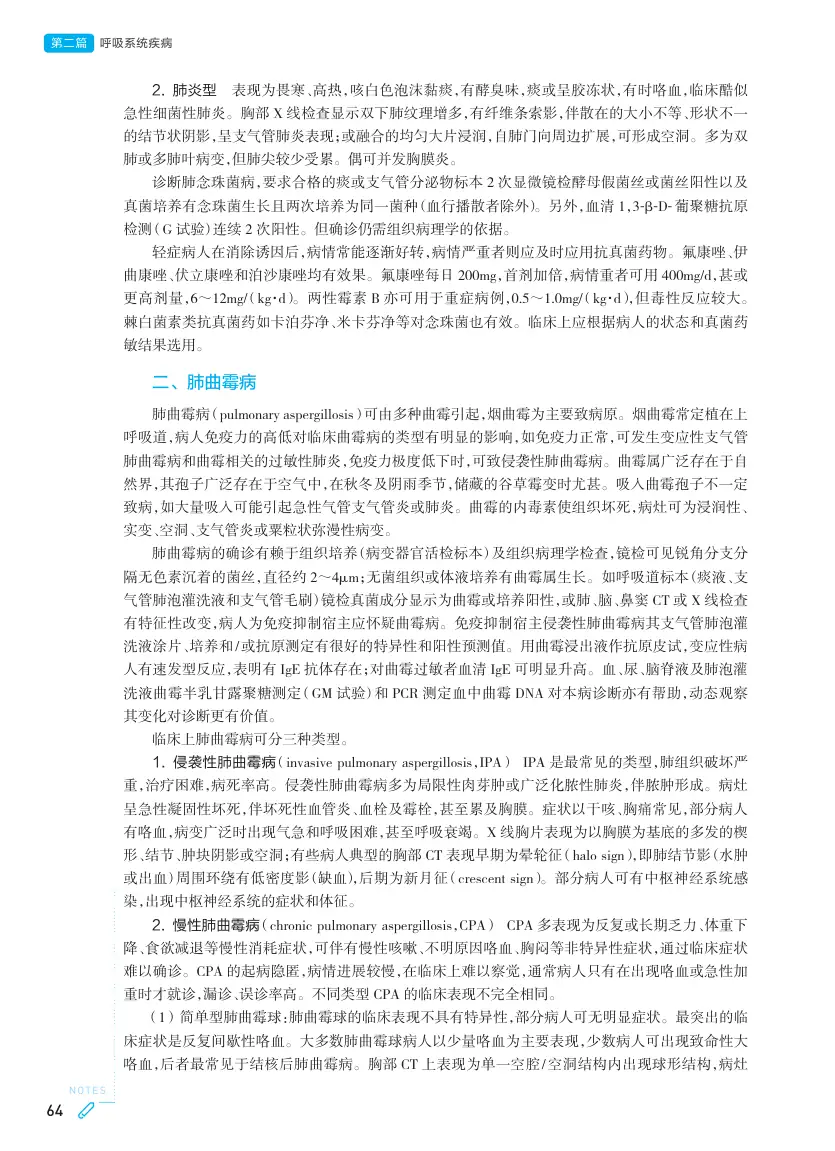 第二篇 呼吸系统疾病
2. 肺炎型 表现为畏寒、高热,咳白色泡沫黏痰,有酵臭味,痰或呈胶冻状,有时咯血,临床酷似
急性细菌性肺炎。胸部 X 线检查显示双下肺纹理增多,有纤维条索影,伴散在的大小不等、形状不一
的结节状阴影,呈支气管肺炎表现;或融合的均匀大片浸润,自肺门向周边扩展,可形成空洞。多为双
肺或多肺叶病变,但肺尖较少受累。偶可并发胸膜炎。
诊断肺念珠菌病,要求合格的痰或支气管分泌物标本 2 次显微镜检酵母假菌丝或菌丝阳性以及
真菌培养有念珠菌生长且两次培养为同一菌种(血行播散者除外)。另外,血清 1,3-β-D- 葡聚糖抗原
检测(G 试验)连续 2 次阳性。但确诊仍需组织病理学的依据。
轻症病人在消除诱因后,病情常能逐渐好转,病情严重者则应及时应用抗真菌药物。氟康唑、伊
曲康唑、伏立康唑和泊沙康唑均有效果。氟康唑每日 200mg,首剂加倍,病情重者可用 400mg/d,甚或
更高剂量,6～12mg/(kg·d)。两性霉素 B 亦可用于重症病例,0.5～1.0mg/(kg·d),但毒性反应较大。
棘白菌素类抗真菌药如卡泊芬净、米卡芬净等对念珠菌也有效。临床上应根据病人的状态和真菌药
敏结果选用。
二、肺曲霉病
肺曲霉病(pulmonary aspergillosis)可由多种曲霉引起,烟曲霉为主要致病原。烟曲霉常定植在上
呼吸道,病人免疫力的高低对临床曲霉病的类型有明显的影响,如免疫力正常,可发生变应性支气管
肺曲霉病和曲霉相关的过敏性肺炎,免疫力极度低下时,可致侵袭性肺曲霉病。曲霉属广泛存在于自
然界,其孢子广泛存在于空气中,在秋冬及阴雨季节,储藏的谷草霉变时尤甚。吸入曲霉孢子不一定
致病,如大量吸入可能引起急性气管支气管炎或肺炎。曲霉的内毒素使组织坏死,病灶可为浸润性、
实变、空洞、支气管炎或粟粒状弥漫性病变。
肺曲霉病的确诊有赖于组织培养(病变器官活检标本)及组织病理学检查,镜检可见锐角分支分
隔无色素沉着的菌丝,直径约 2～4μm;无菌组织或体液培养有曲霉属生长。如呼吸道标本(痰液、支
气管肺泡灌洗液和支气管毛刷)镜检真菌成分显示为曲霉或培养阳性,或肺、脑、鼻窦 CT 或 X 线检查
有特征性改变,病人为免疫抑制宿主应怀疑曲霉病。免疫抑制宿主侵袭性肺曲霉病其支气管肺泡灌
洗液涂片、培养和/或抗原测定有很好的特异性和阳性预测值。用曲霉浸出液作抗原皮试,变应性病
人有速发型反应,表明有 IgE 抗体存在;对曲霉过敏者血清 IgE 可明显升高。血、尿、脑脊液及肺泡灌
洗液曲霉半乳甘露聚糖测定(GM 试验)和 PCR 测定血中曲霉 DNA 对本病诊断亦有帮助,动态观察
其变化对诊断更有价值。
临床上肺曲霉病可分三种类型。
1. 侵袭性肺曲霉病(invasive pulmonary aspergillosis,IPA) IPA 是最常见的类型,肺组织破坏严
重,治疗困难,病死率高。侵袭性肺曲霉病多为局限性肉芽肿或广泛化脓性肺炎,伴脓肿形成。病灶
呈急性凝固性坏死,伴坏死性血管炎、血栓及霉栓,甚至累及胸膜。症状以干咳、胸痛常见,部分病人
有咯血,病变广泛时出现气急和呼吸困难,甚至呼吸衰竭。X 线胸片表现为以胸膜为基底的多发的楔
形、结节、肿块阴影或空洞;有些病人典型的胸部 CT 表现早期为晕轮征(halo sign),即肺结节影(水肿
或出血)周围环绕有低密度影(缺血),后期为新月征(crescent sign)。部分病人可有中枢神经系统感
染,出现中枢神经系统的症状和体征。
2. 慢性肺曲霉病(chronic pulmonary aspergillosis,CPA) CPA 多表现为反复或长期乏力、体重下
降、食欲减退等慢性消耗症状,可伴有慢性咳嗽、不明原因咯血、胸闷等非特异性症状,通过临床症状
难以确诊。CPA 的起病隐匿,病情进展较慢,在临床上难以察觉,通常病人只有在出现咯血或急性加
重时才就诊,漏诊、误诊率高。不同类型 CPA 的临床表现不完全相同。
(1)简单型肺曲霉球:肺曲霉球的临床表现不具有特异性,部分病人可无明显症状。最突出的临
床症状是反复间歇性咯血。大多数肺曲霉球病人以少量咯血为主要表现,少数病人可出现致命性大
咯血,后者最常见于结核后肺曲霉病。胸部 CT 上表现为单一空腔/空洞结构内出现球形结构,病灶
NOTES
64